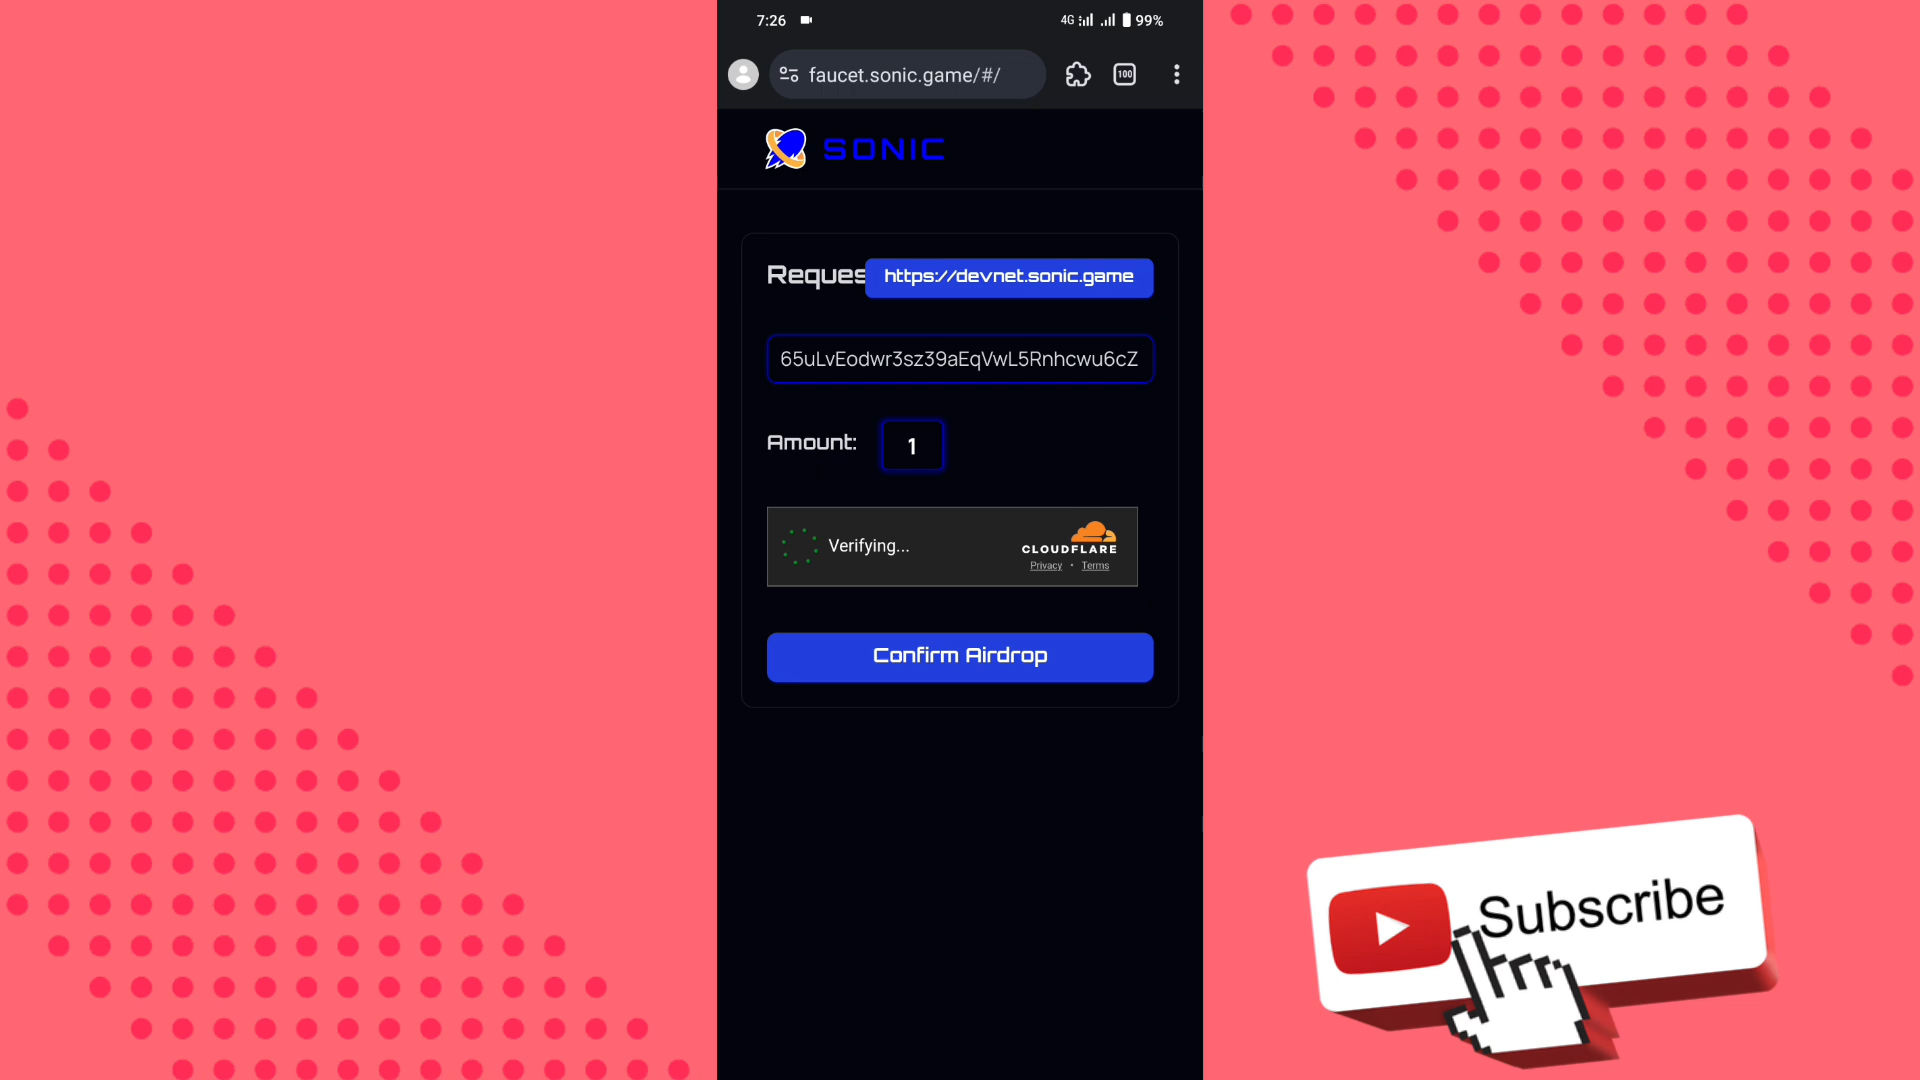 7:26 4G 99%
faucet.sonic.game/#/ 100
SONIC
Reques https://devnet.sonic.game
65uLvEodwr3sz39aEqVwL5Rnhcwu6cZ
Amount: 1
Verifying...
CLOUDFLARE
Privacy • Terms
Confirm Airdrop
Subscribe